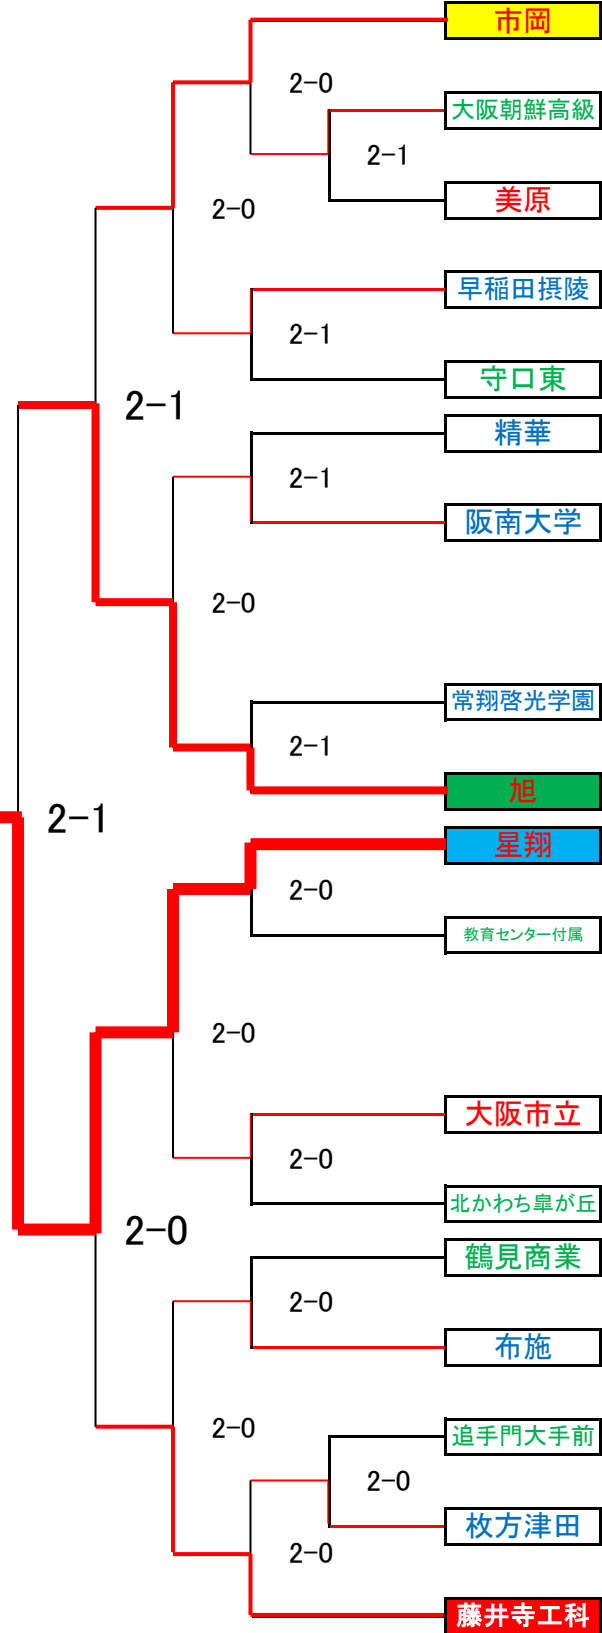 市岡
2-0
大阪朝鮮高級
2-1
美原
2-0
早稲田摂陵
2-1
守口東
2-1
精華
2-1
阪南大学
2-0
常翔啓光学園
2-1
旭
2-1
星翔
2-0
教育センター付属
2-0
大阪市立
2-0
北かわち皐が丘
2-0
鶴見商業
2-0
布施
2-0
追手門大手前
2-0
枚方津田
2-0
藤井寺工科